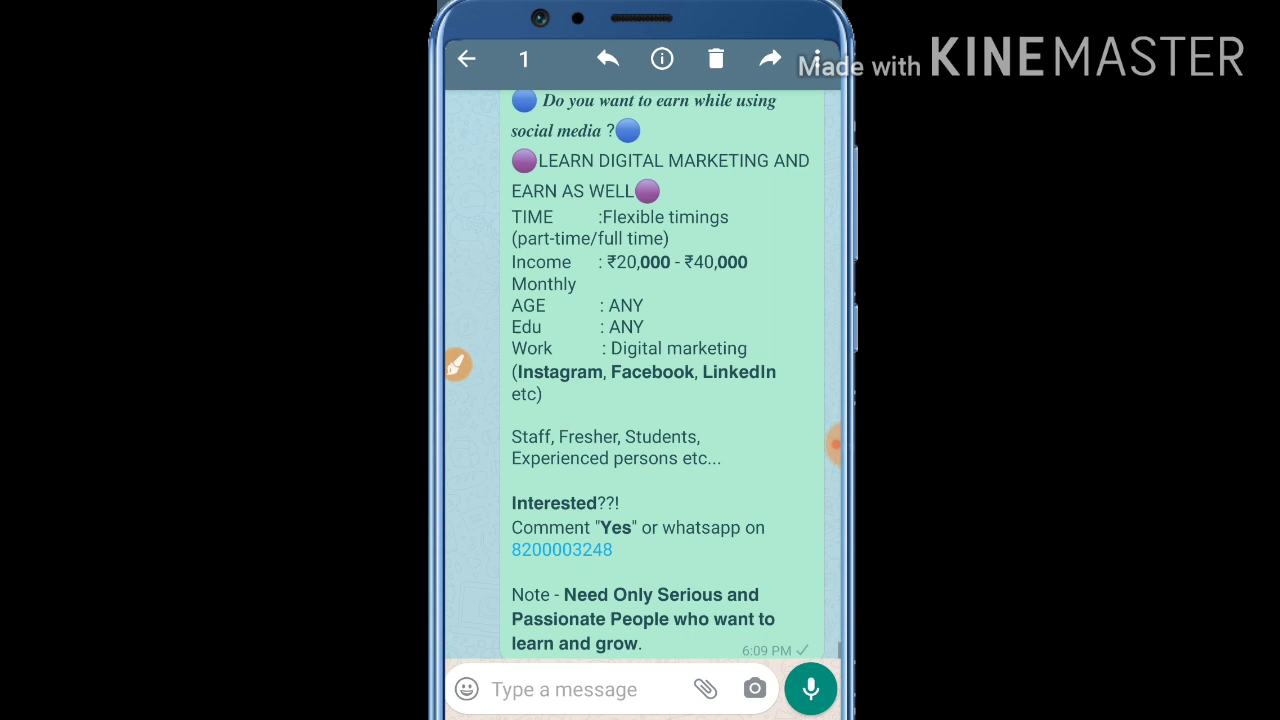 1
Made with KINEMASTER
Do you want to earn while using
social media ?
LEARN DIGITAL MARKETING AND
EARN AS WELL
TIME :Flexible timings
(part-time/full time)
Income : ₹20,000 - ₹40,000
Monthly
AGE : ANY
Edu : ANY
Work : Digital marketing
(Instagram, Facebook, LinkedIn
etc)
Staff, Fresher, Students,
Experienced persons etc...
Interested??!
Comment "Yes" or whatsapp on
8200003248
Note - Need Only Serious and
Passionate People who want to
learn and grow.
6:09 PM
Type a message